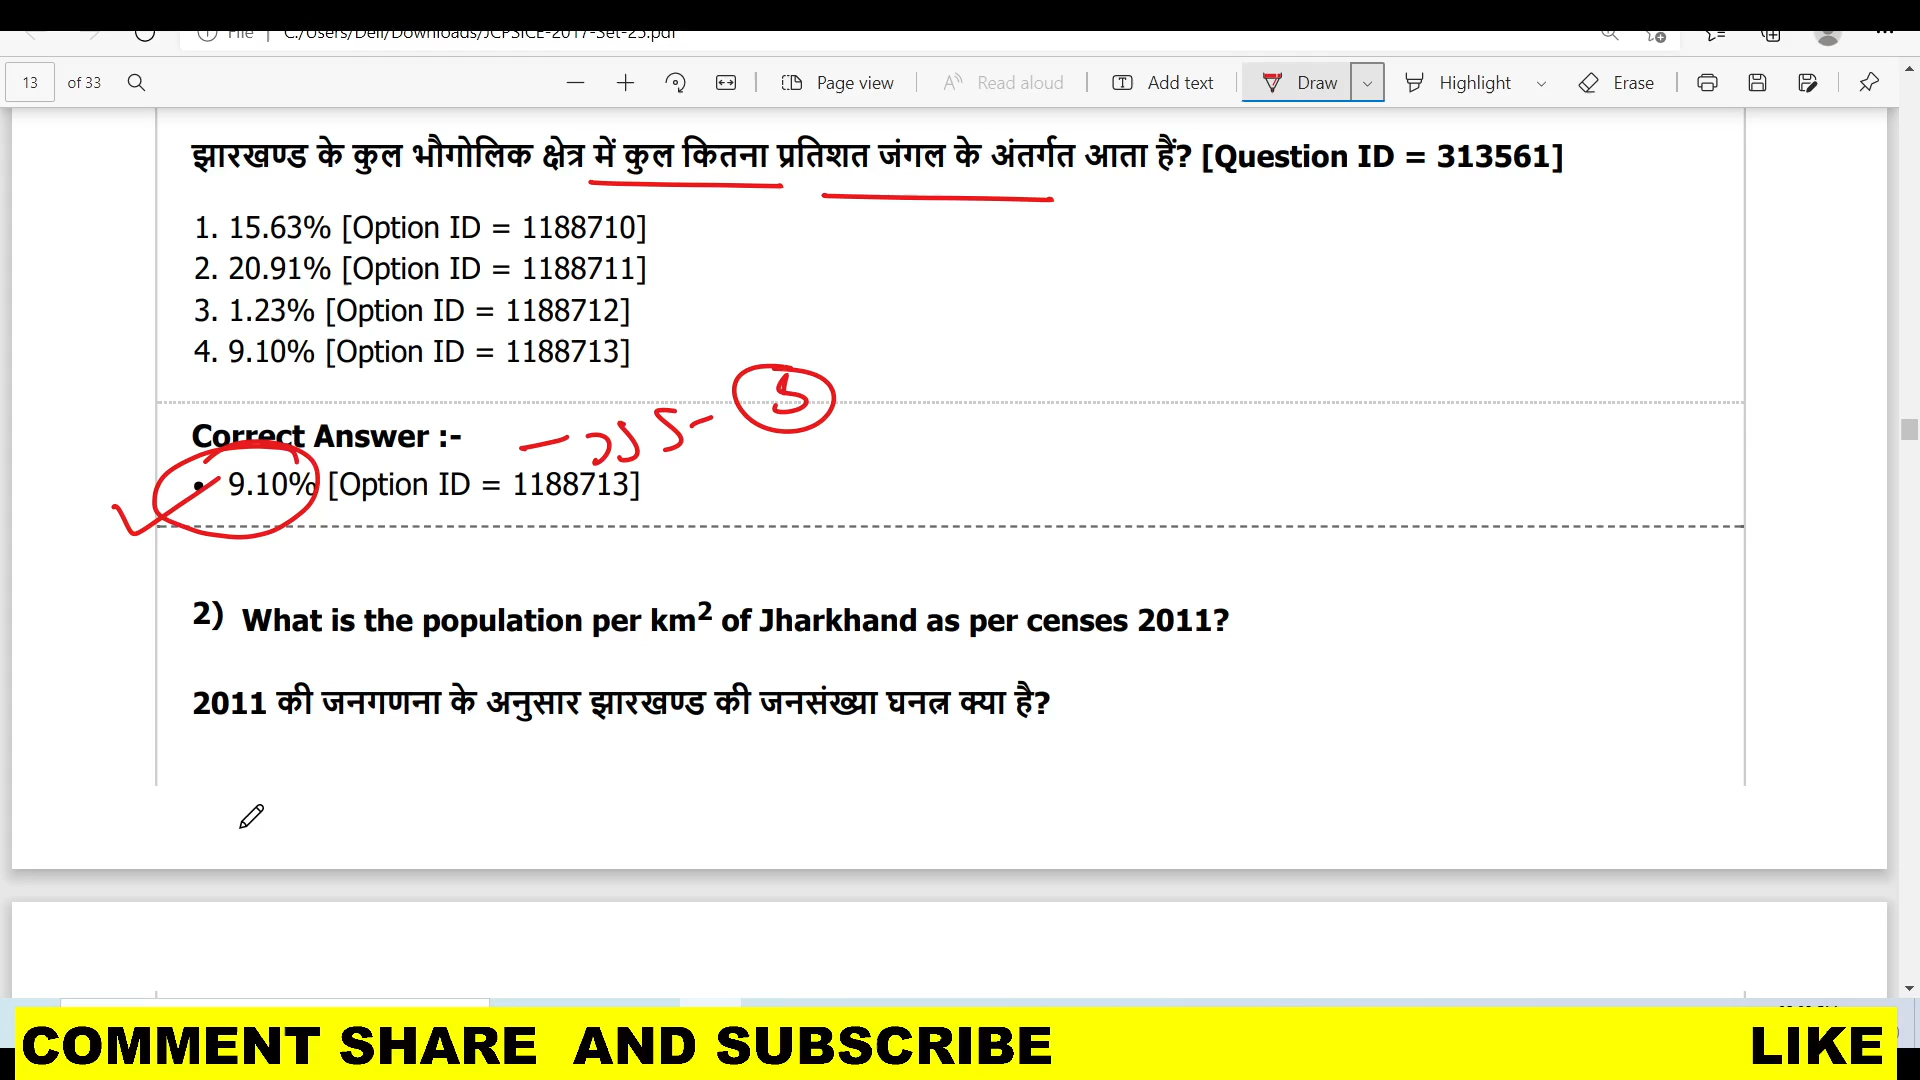 File | C:/Users/Dell/Downloads/JCPSICE-2017-Set-25.pdf
13 of 33 Page view Read aloud Add text Draw Highlight Erase
झारखण्ड के कुल भौगोलिक क्षेत्र में कुल कितना प्रतिशत जंगल के अंतर्गत आता हैं? [Question ID = 313561]
1. 15.63% [Option ID = 1188710]
2. 20.91% [Option ID = 1188711]
3. 1.23% [Option ID = 1188712]
4. 9.10% [Option ID = 1188713]
Correct Answer :-
• 9.10% [Option ID = 1188713]
2) What is the population per km² of Jharkhand as per censes 2011?
2011 की जनगणना के अनुसार झारखण्ड की जनसंख्या घनत्व क्या है?
COMMENT SHARE AND SUBSCRIBE LIKE